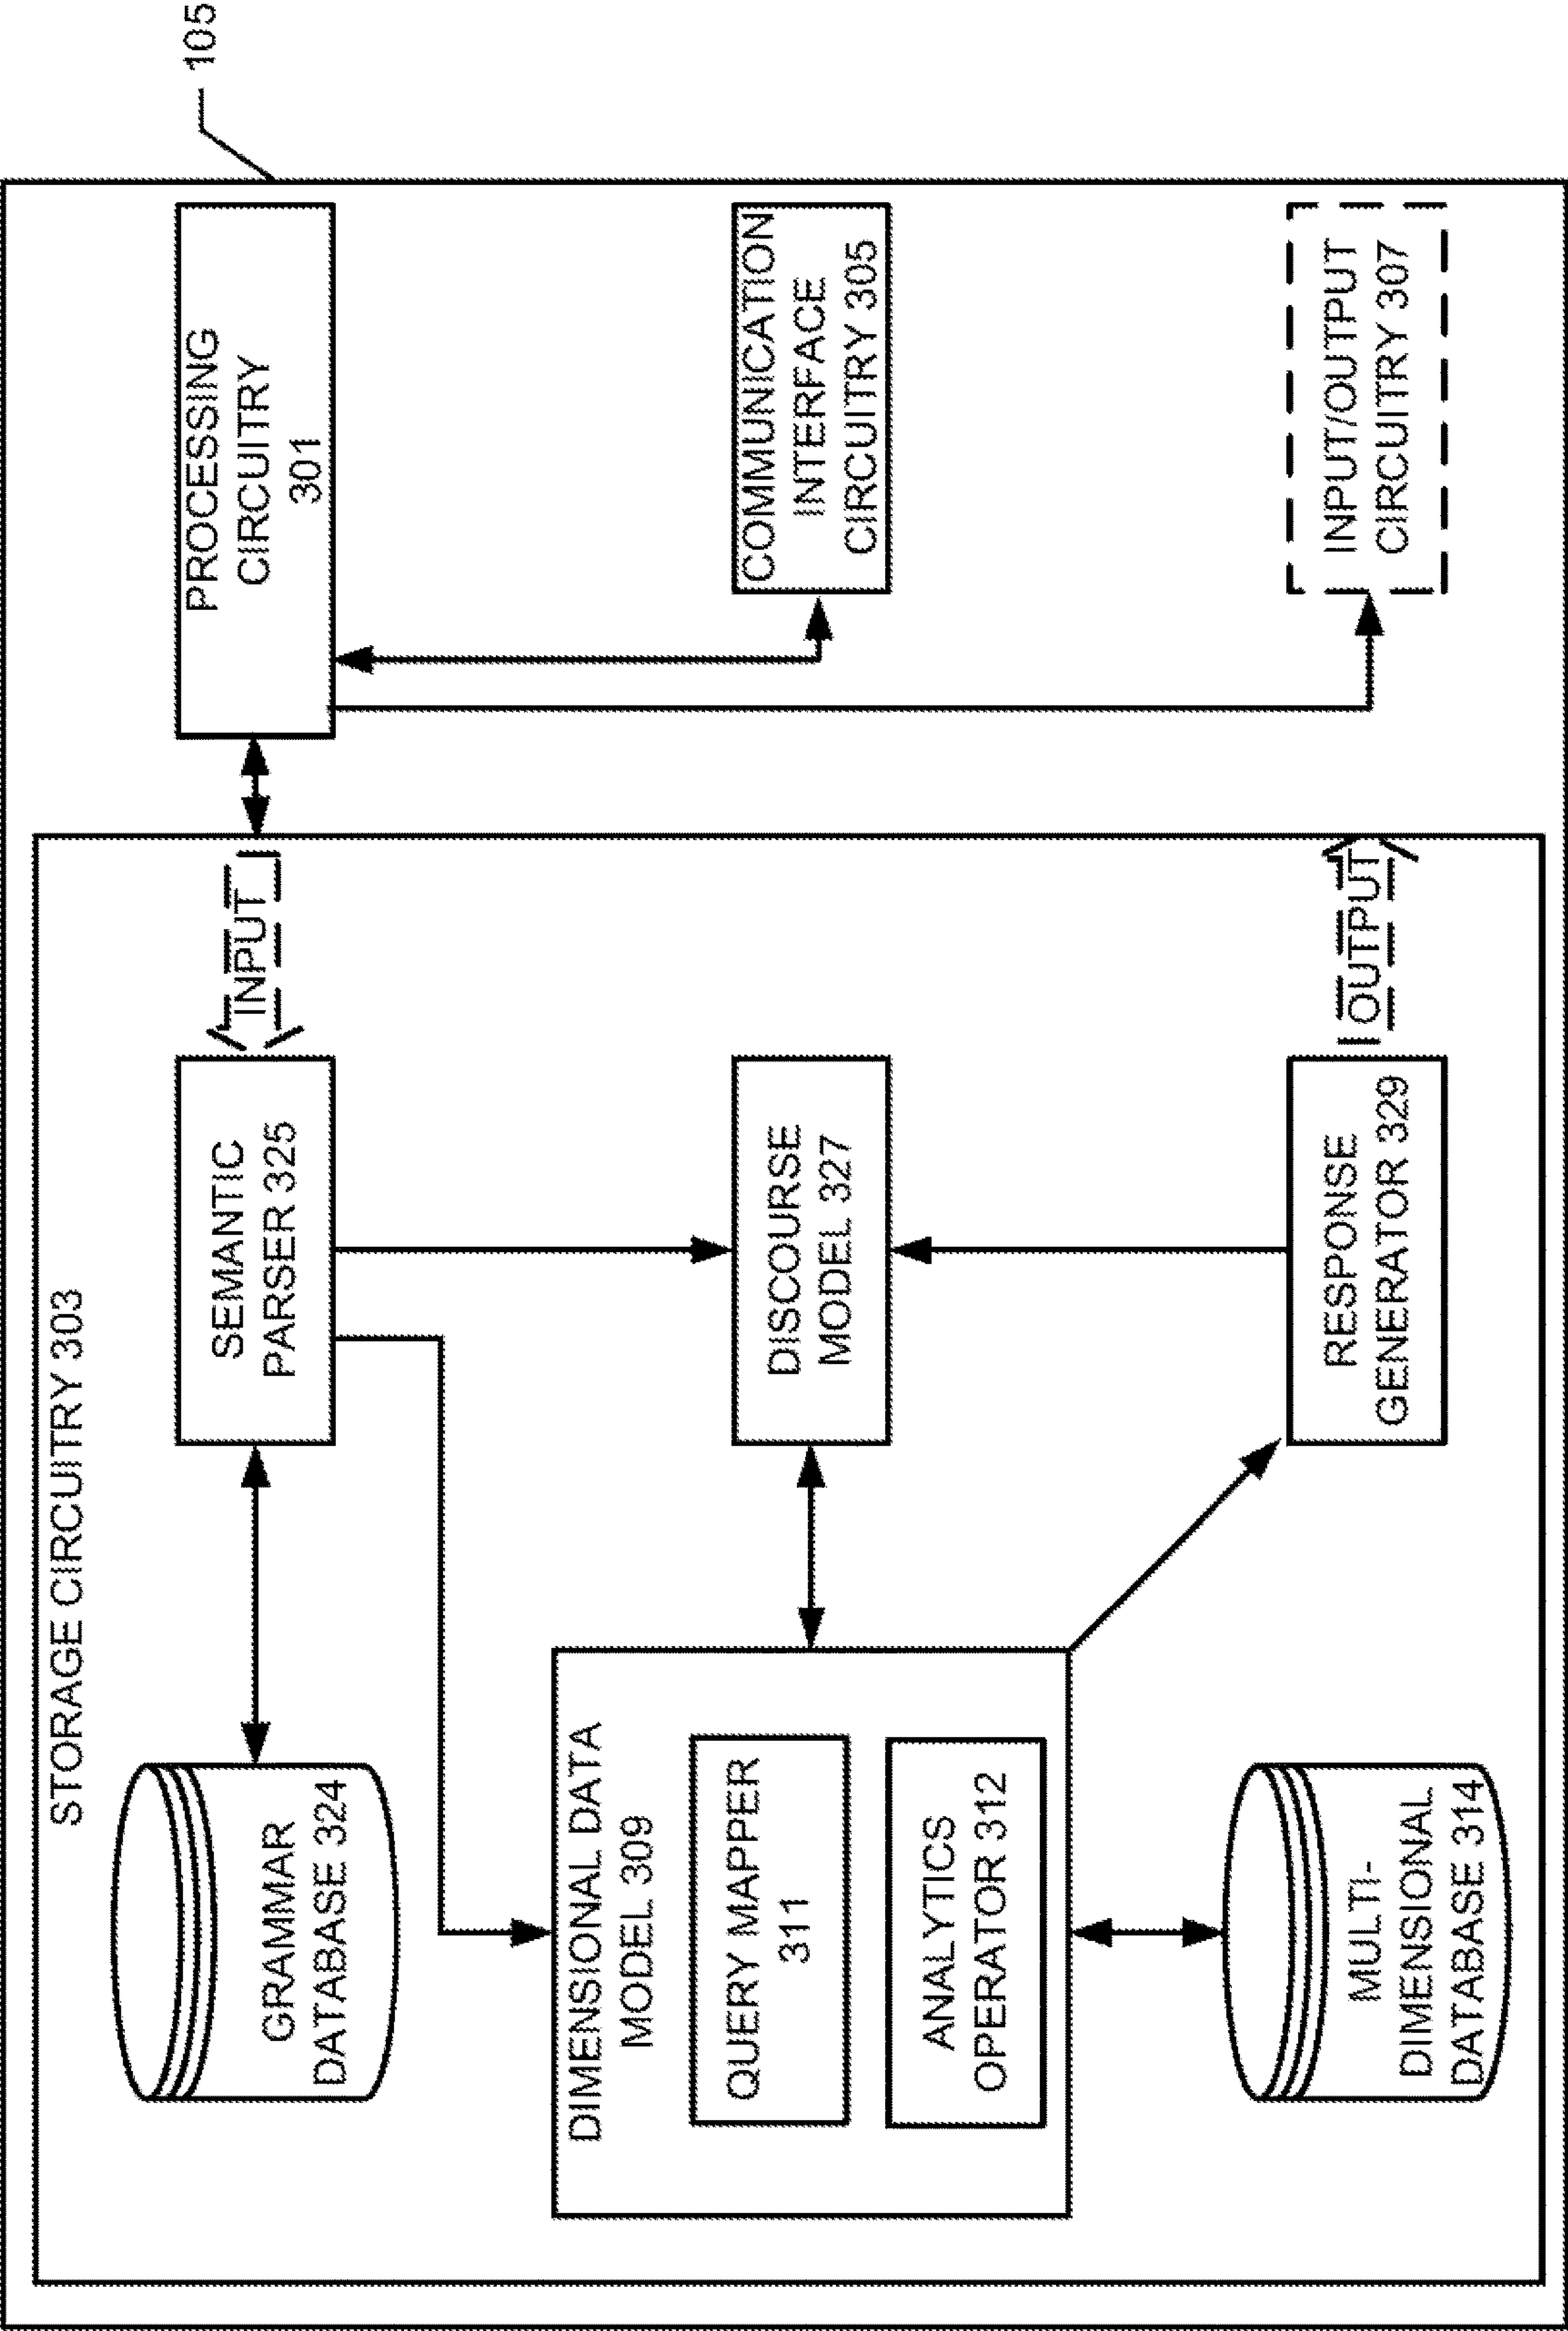 105
STORAGE CIRCUITRY 303
GRAMMAR
DATABASE 324
SEMANTIC
PARSER 325
INPUT
PROCESSING
CIRCUITRY
301
DIMENSIONAL DATA
MODEL 309
QUERY MAPPER
311
ANALYTICS
OPERATOR 312
DISCOURSE
MODEL 327
COMMUNICATION
INTERFACE
CIRCUITRY 305
MULTI-
DIMENSIONAL
DATABASE 314
RESPONSE
GENERATOR 329
OUTPUT
INPUT/OUTPUT
CIRCUITRY 307